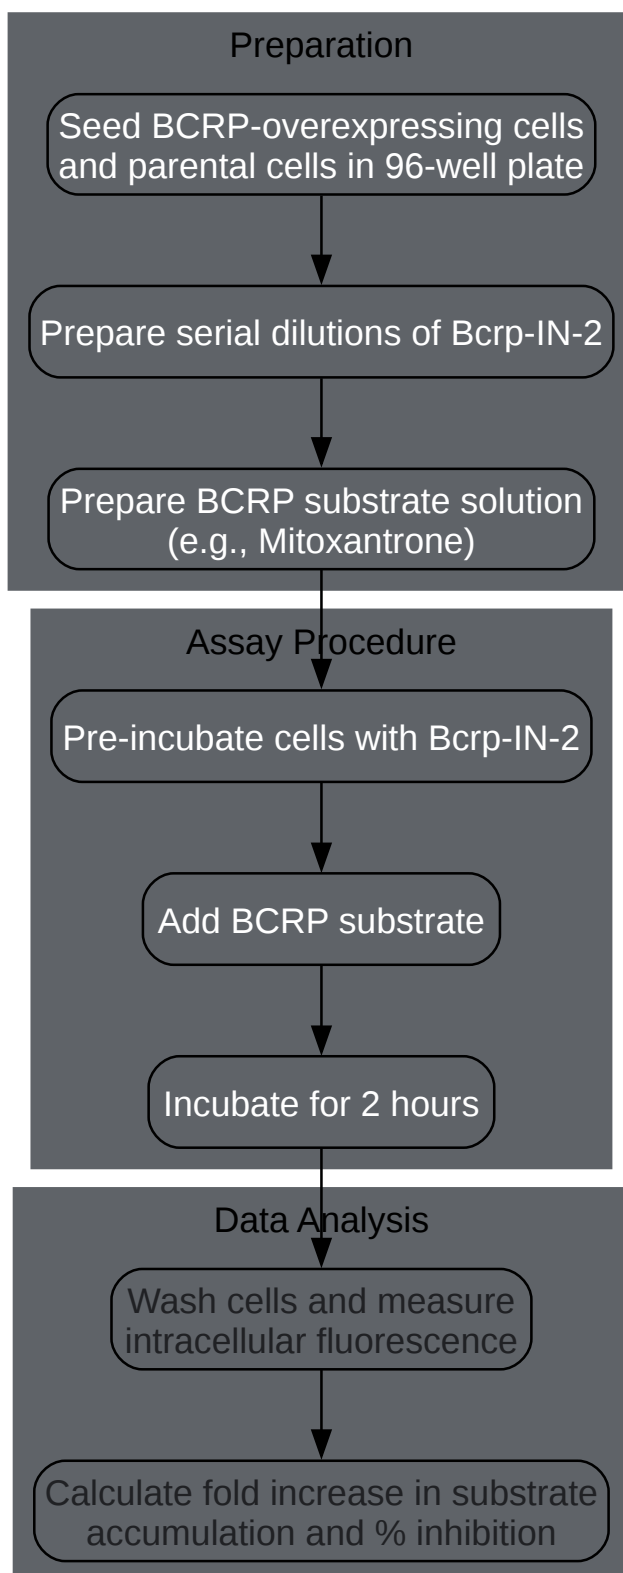 Preparation
Seed BCRP-overexpressing cells
and parental cells in 96-well plate
Prepare serial dilutions of Bcrp-IN-2
Prepare BCRP substrate solution
(e.g., Mitoxantrone)
Assay Procedure
Pre-incubate cells with Bcrp-IN-2
Add BCRP substrate
Incubate for 2 hours
Data Analysis
Wash cells and measure
intracellular fluorescence
Calculate fold increase in substrate
accumulation and % inhibition